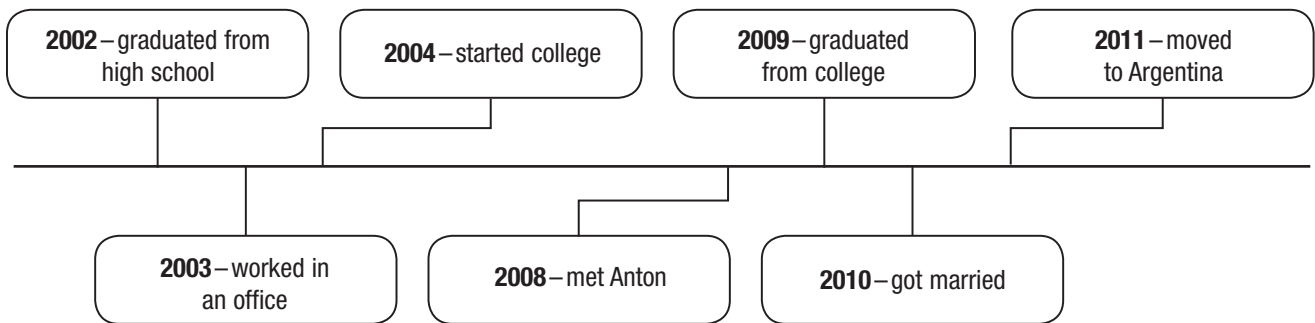 2002–graduated from
high school
2004–started college
2009–graduated
from college
2011–moved
to Argentina
2003–worked in
an office
2008–met Anton
2010–got married